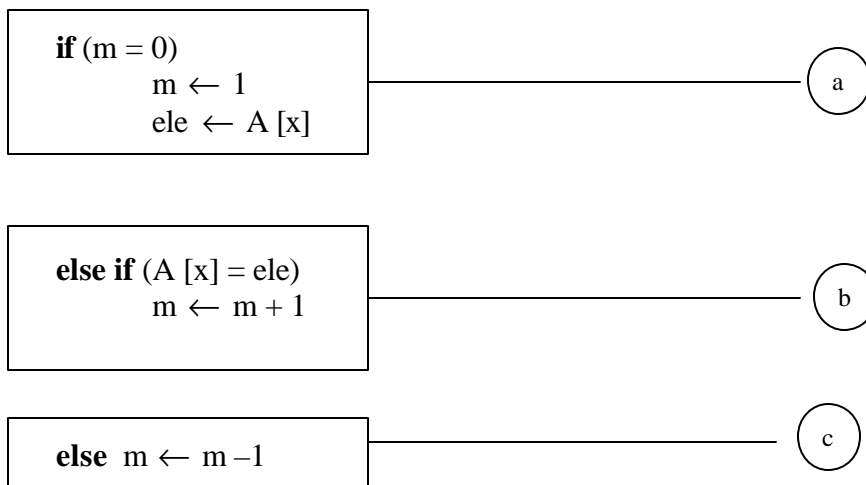 if (m = 0)
m ← 1
ele ← A [x]
a
else if (A [x] = ele)
m ← m + 1
b
else m ← m –1
c